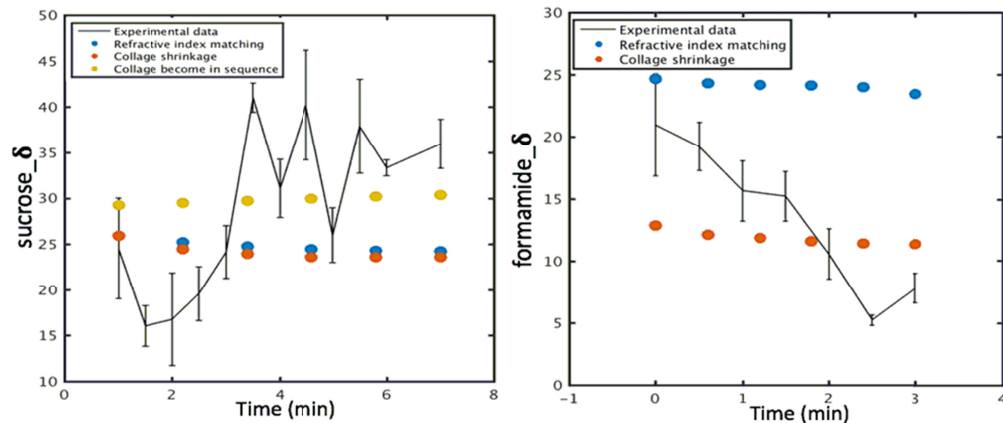 50
45
40
35
30
25
20
15
10
sucrose_δ
Experimental data
Refractive index matching
Collage shrinkage
Collage become in sequence
0 2 4 6 8
Time (min)
30
25
20
15
10
5
0
formamide_δ
Experimental data
Refractive index matching
Collage shrinkage
-1 0 1 2 3 4
Time (min)